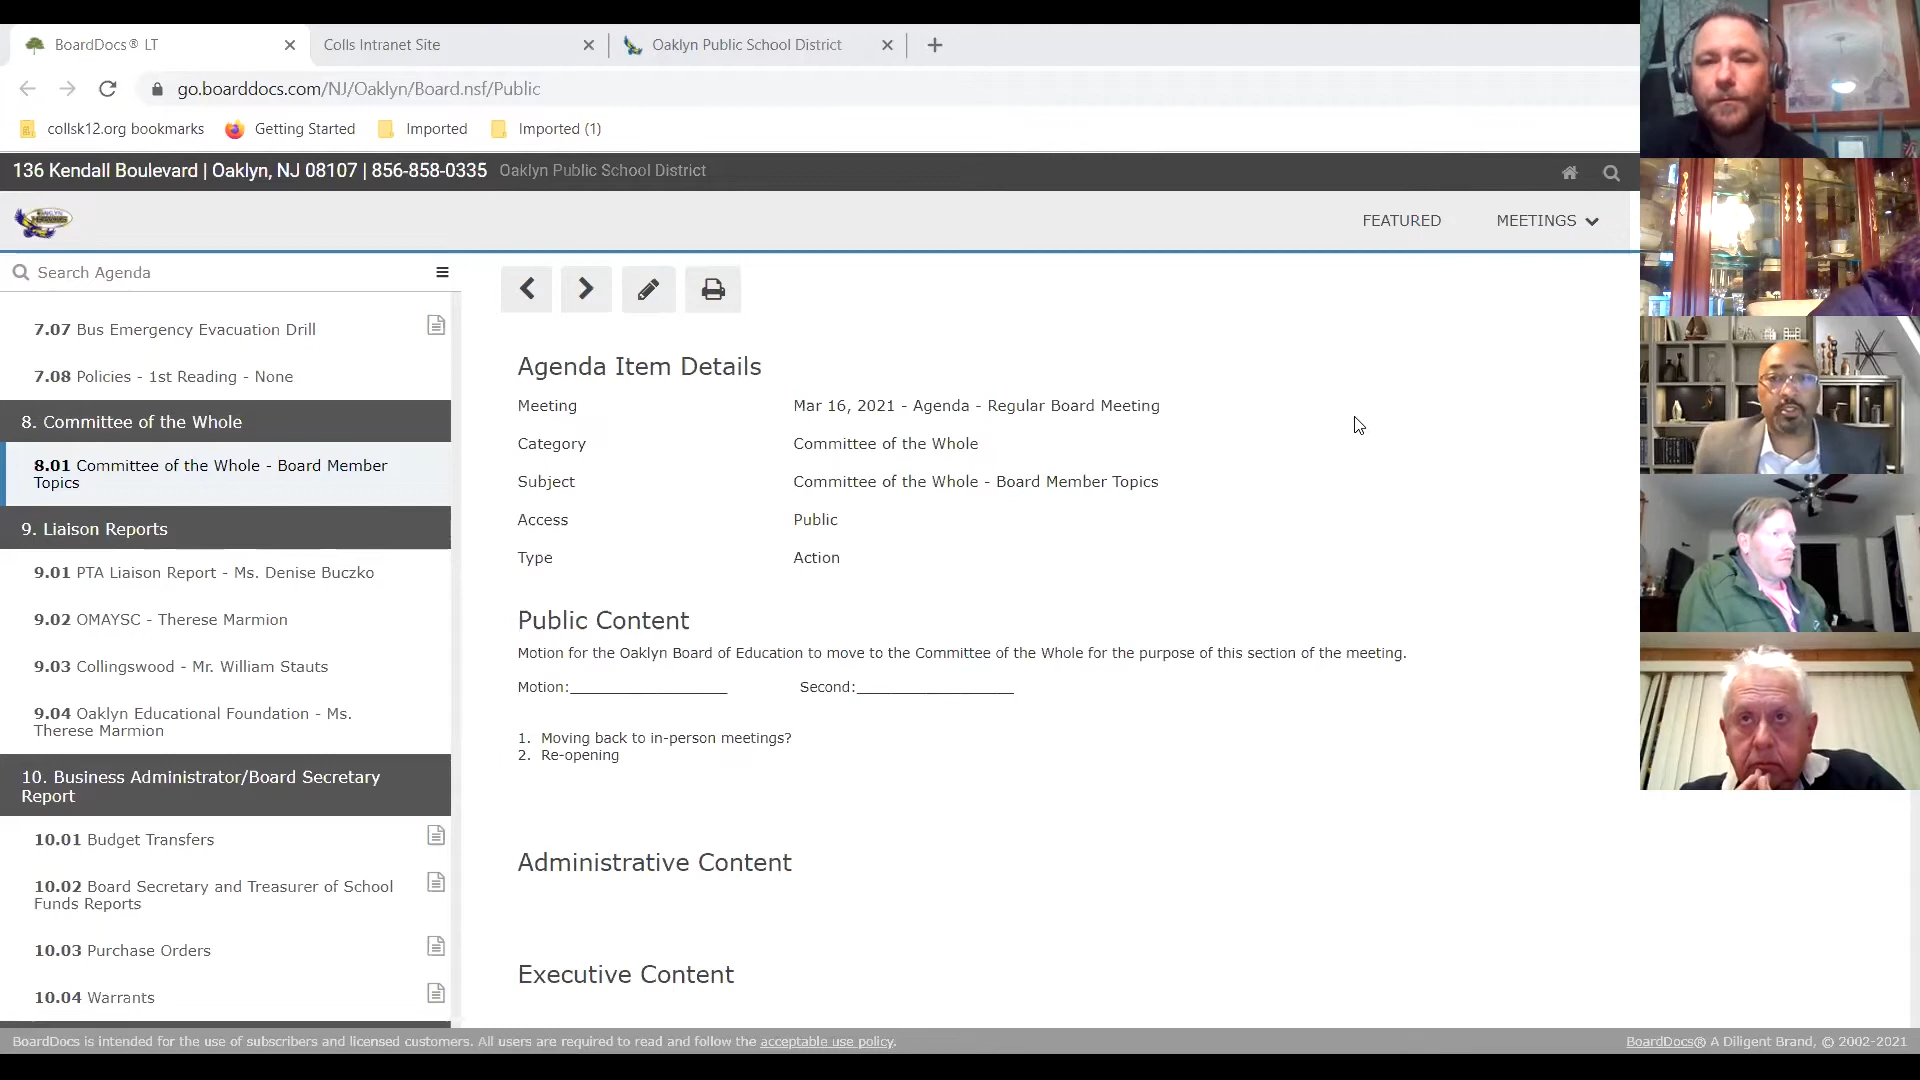 BoardDocs® LT
Colls Intranet Site
Oaklyn Public School District
go.boarddocs.com/NJ/Oaklyn/Board.nsf/Public
collsk12.org bookmarks
Getting Started
Imported
Imported (1)
136 Kendall Boulevard | Oaklyn, NJ 08107 | 856-858-0335 Oaklyn Public School District
FEATURED
MEETINGS
Search Agenda
7.07 Bus Emergency Evacuation Drill
7.08 Policies - 1st Reading - None
8. Committee of the Whole
8.01 Committee of the Whole - Board Member
Topics
9. Liaison Reports
9.01 PTA Liaison Report - Ms. Denise Buczko
9.02 OMAYSC - Therese Marmion
9.03 Collingswood - Mr. William Stauts
9.04 Oaklyn Educational Foundation - Ms.
Therese Marmion
10. Business Administrator/Board Secretary
Report
10.01 Budget Transfers
10.02 Board Secretary and Treasurer of School
Funds Reports
10.03 Purchase Orders
10.04 Warrants
Agenda Item Details
Meeting Mar 16, 2021 - Agenda - Regular Board Meeting
Category Committee of the Whole
Subject Committee of the Whole - Board Member Topics
Access Public
Type Action
Public Content
Motion for the Oaklyn Board of Education to move to the Committee of the Whole for the purpose of this section of the meeting.
Motion:___________________ Second:___________________
1. Moving back to in-person meetings?
2. Re-opening
Administrative Content
Executive Content
BoardDocs is intended for the use of subscribers and licensed customers. All users are required to read and follow the acceptable use policy.
BoardDocs® A Diligent Brand, © 2002-2021